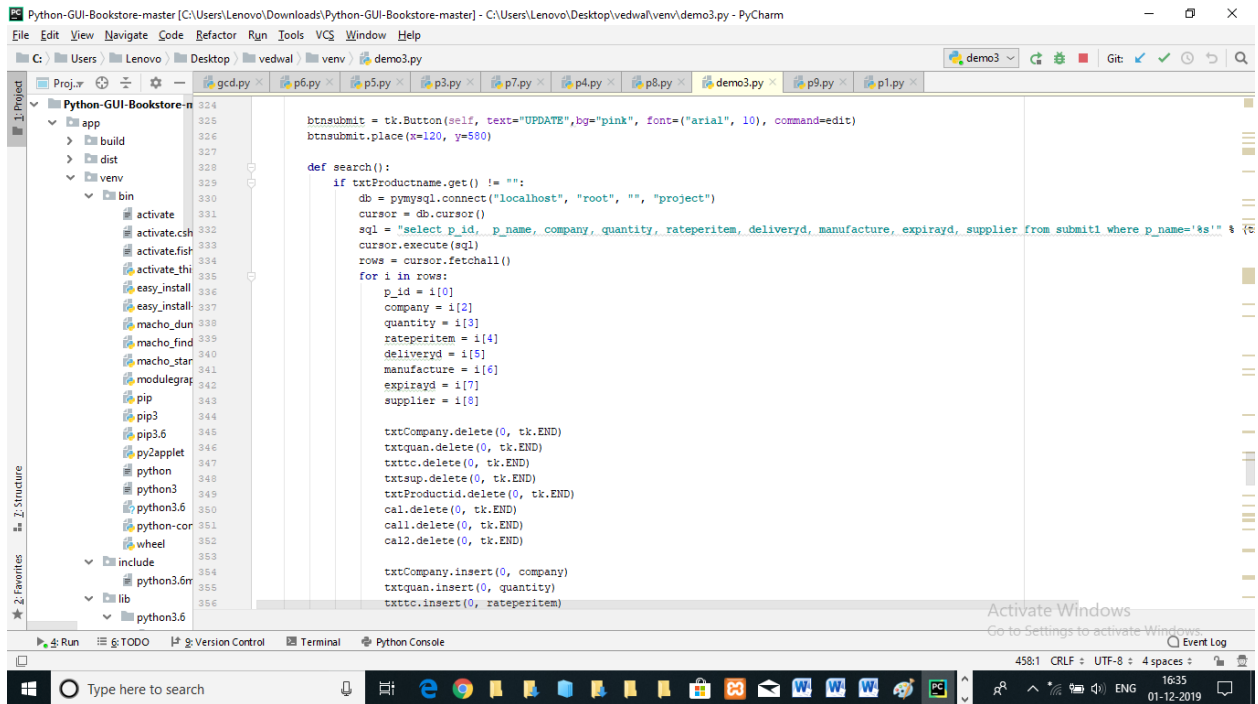 Python-GUI-Bookstore-master [C:\Users\Lenovo\Downloads\Python-GUI-Bookstore-master] - C:\Users\Lenovo\Desktop\vedwal\venv\demo3.py - PyCharm
File Edit View Navigate Code Refactor Run Tools VCS Window Help
C: Users Lenovo Desktop vedwal venv demo3.py
demo3 Git:
Proj..▾ gcd.py p6.py p5.py p3.py p7.py p4.py p8.py demo3.py p9.py p1.py
1: Project
7: Structure
2: Favorites
Python-GUI-Bookstore-m
app
build
dist
venv
bin
activate
activate.csh
activate.fish
activate_thi
easy_install
easy_install-
macho_dun
macho_find
macho_star
modulegrap
pip
pip3
pip3.6
py2applet
python
python3
python3.6
python-cor
wheel
include
python3.6m
lib
python3.6
324
325 btnsubmit = tk.Button(self, text="UPDATE",bg="pink", font=("arial", 10), command=edit)
326 btnsubmit.place(x=120, y=580)
327
328 def search():
329 if txtProductname.get() != "":
330 db = pymysql.connect("localhost", "root", "", "project")
331 cursor = db.cursor()
332 sql = "select p_id,  p_name, company, quantity, rateperitem, deliveryd, manufacture, expirayd, supplier from submit1 where p_name='%s'" % (t
333 cursor.execute(sql)
334 rows = cursor.fetchall()
335 for i in rows:
336 p_id = i[0]
337 company = i[2]
338 quantity = i[3]
339 rateperitem = i[4]
340 deliveryd = i[5]
341 manufacture = i[6]
342 expirayd = i[7]
343 supplier = i[8]
344
345 txtCompany.delete(0, tk.END)
346 txtquan.delete(0, tk.END)
347 txttc.delete(0, tk.END)
348 txtsup.delete(0, tk.END)
349 txtProductid.delete(0, tk.END)
350 cal.delete(0, tk.END)
351 cal1.delete(0, tk.END)
352 cal2.delete(0, tk.END)
353
354 txtCompany.insert(0, company)
355 txtquan.insert(0, quantity)
356 txttc.insert(0, rateperitem)
Activate Windows
Go to Settings to activate Windows.
4: Run 6: TODO 9: Version Control Terminal Python Console Event Log
458:1 CRLF UTF-8 4 spaces
Type here to search
ENG 16:35
01-12-2019